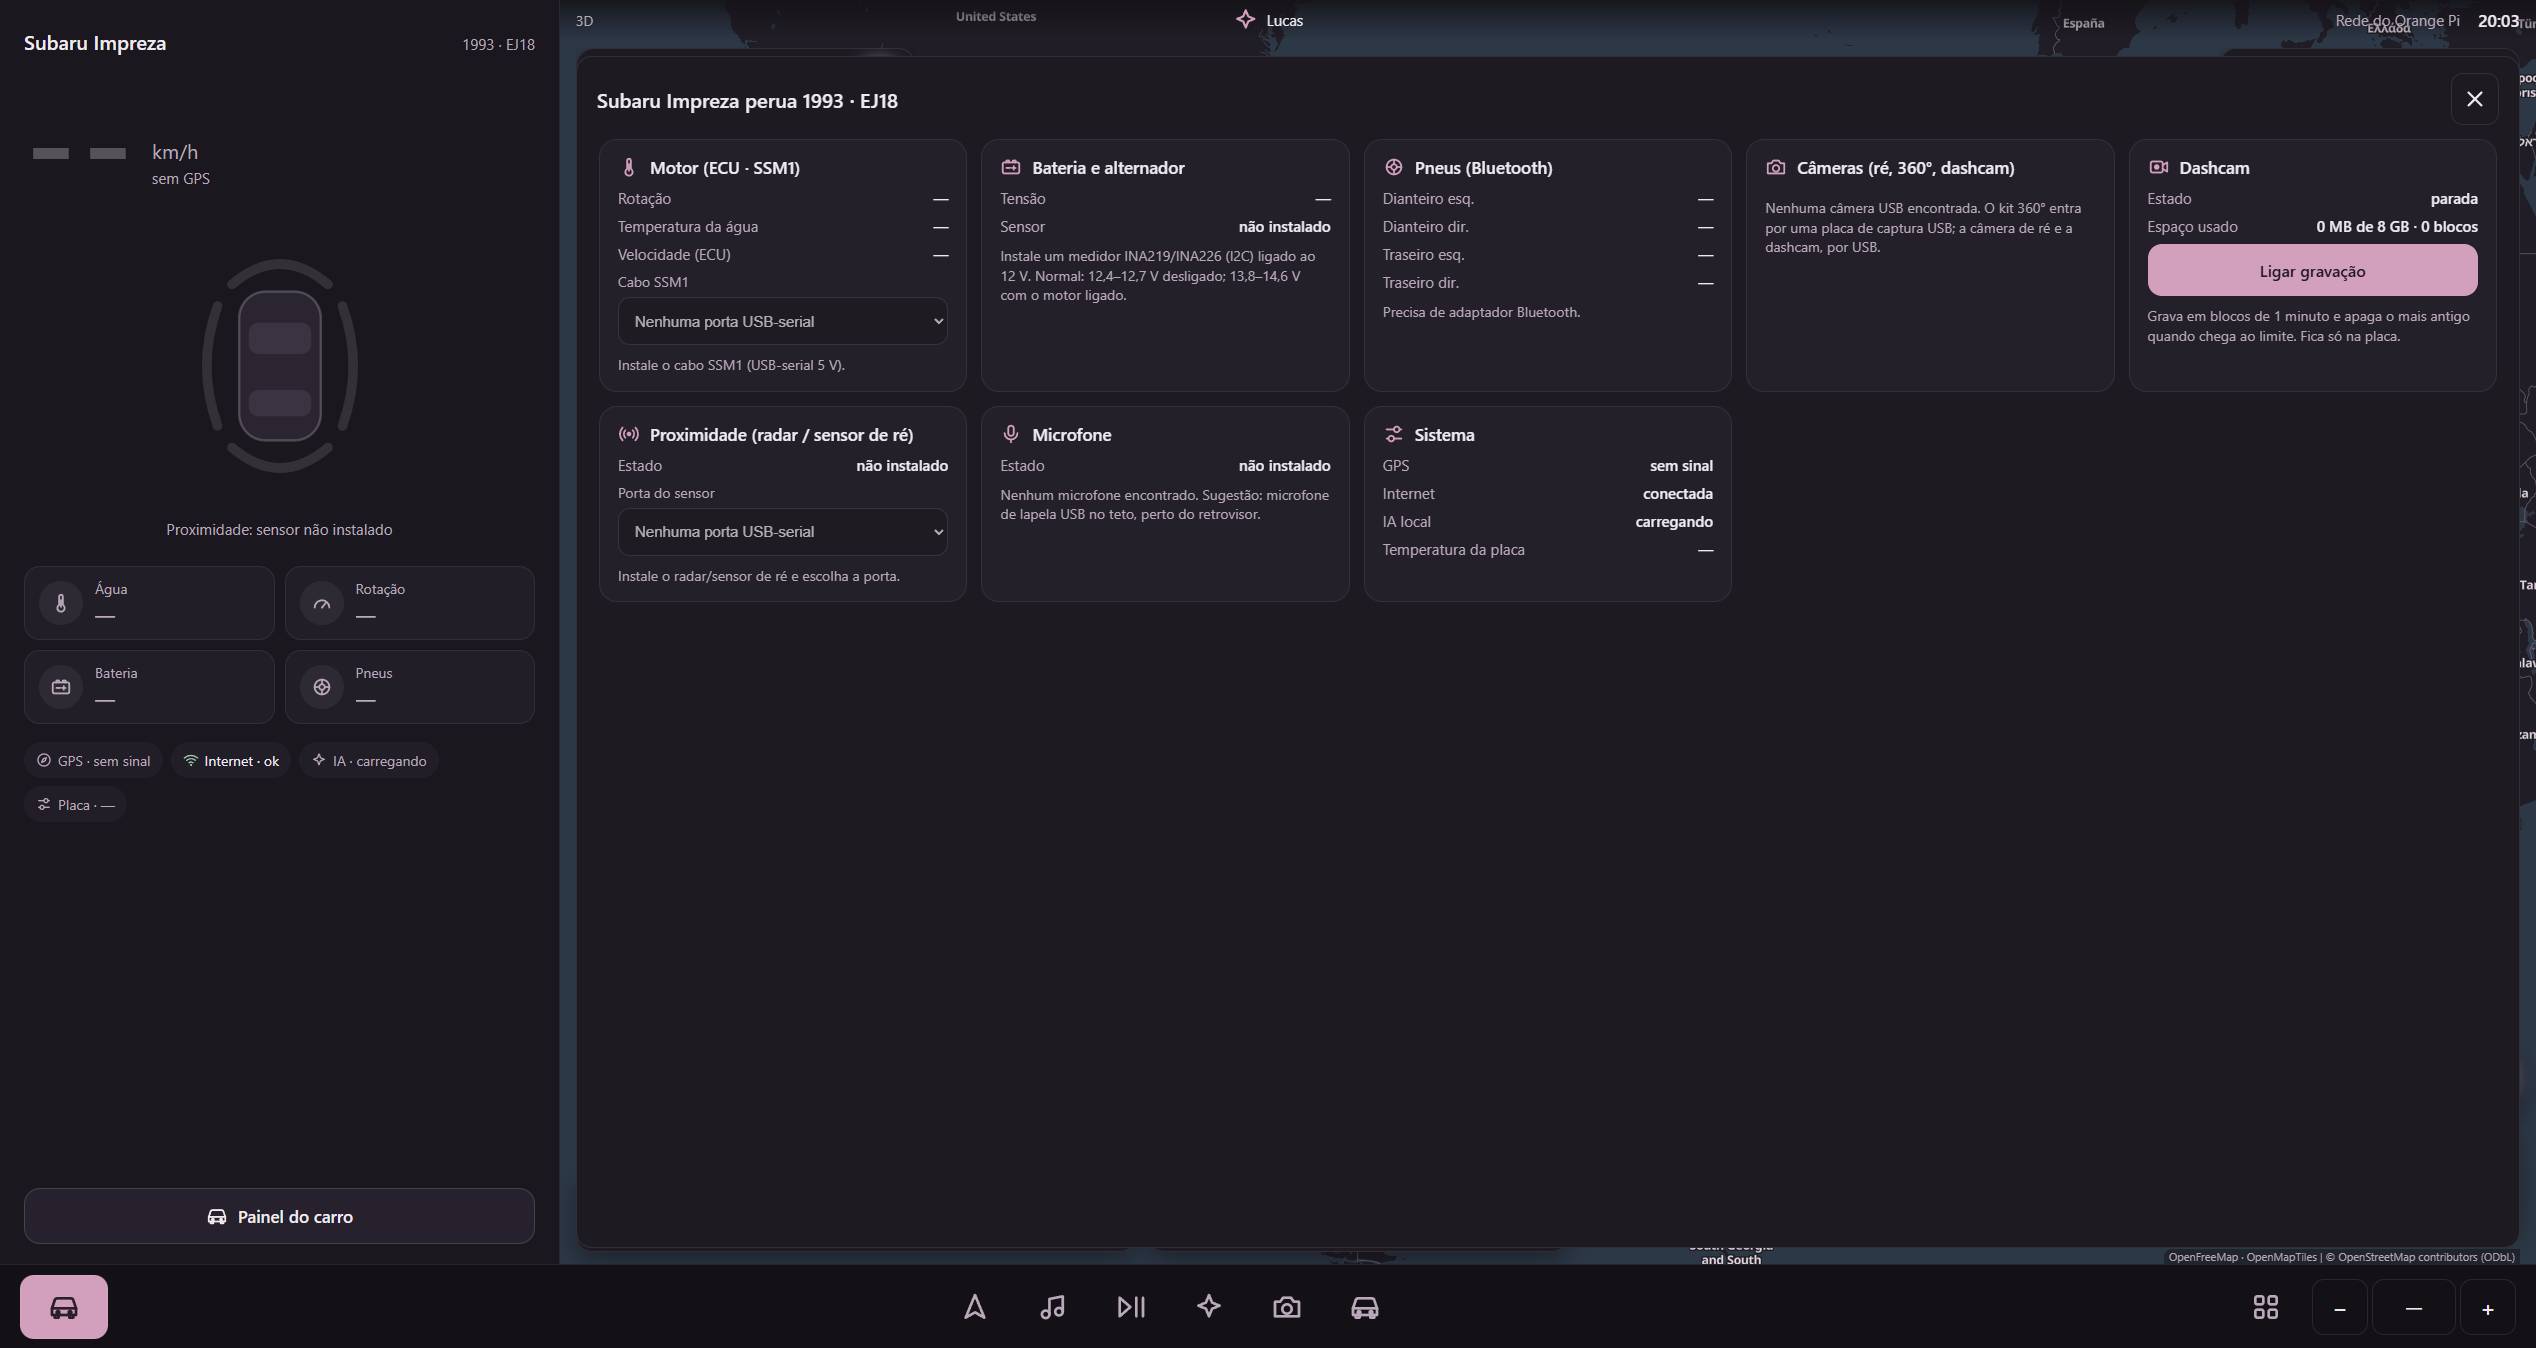 Subaru Impreza
1993 · EJ18
km/h
sem GPS
Proximidade: sensor não instalado
Água
—
Rotação
—
Bateria
—
Pneus
—
GPS · sem sinal
Internet · ok
IA · carregando
Placa · —
Painel do carro
3D
United States
Lucas
España
Ελλάδα
Rede do Orange Pi
20:03
Subaru Impreza perua 1993 · EJ18
Motor (ECU · SSM1)
Rotação —
Temperatura da água —
Velocidade (ECU) —
Cabo SSM1
Nenhuma porta USB-serial
Instale o cabo SSM1 (USB-serial 5 V).
Bateria e alternador
Tensão —
Sensor não instalado
Instale um medidor INA219/INA226 (I2C) ligado ao
12 V. Normal: 12,4–12,7 V desligado; 13,8–14,6 V
com o motor ligado.
Pneus (Bluetooth)
Dianteiro esq. —
Dianteiro dir. —
Traseiro esq. —
Traseiro dir. —
Precisa de adaptador Bluetooth.
Câmeras (ré, 360°, dashcam)
Nenhuma câmera USB encontrada. O kit 360° entra
por uma placa de captura USB; a câmera de ré e a
dashcam, por USB.
Dashcam
Estado parada
Espaço usado 0 MB de 8 GB · 0 blocos
Ligar gravação
Grava em blocos de 1 minuto e apaga o mais antigo
quando chega ao limite. Fica só na placa.
Proximidade (radar / sensor de ré)
Estado não instalado
Porta do sensor
Nenhuma porta USB-serial
Instale o radar/sensor de ré e escolha a porta.
Microfone
Estado não instalado
Nenhum microfone encontrado. Sugestão: microfone
de lapela USB no teto, perto do retrovisor.
Sistema
GPS sem sinal
Internet conectada
IA local carregando
Temperatura da placa —
and South
OpenFreeMap · OpenMapTiles | © OpenStreetMap contributors (ODbL)
− — +